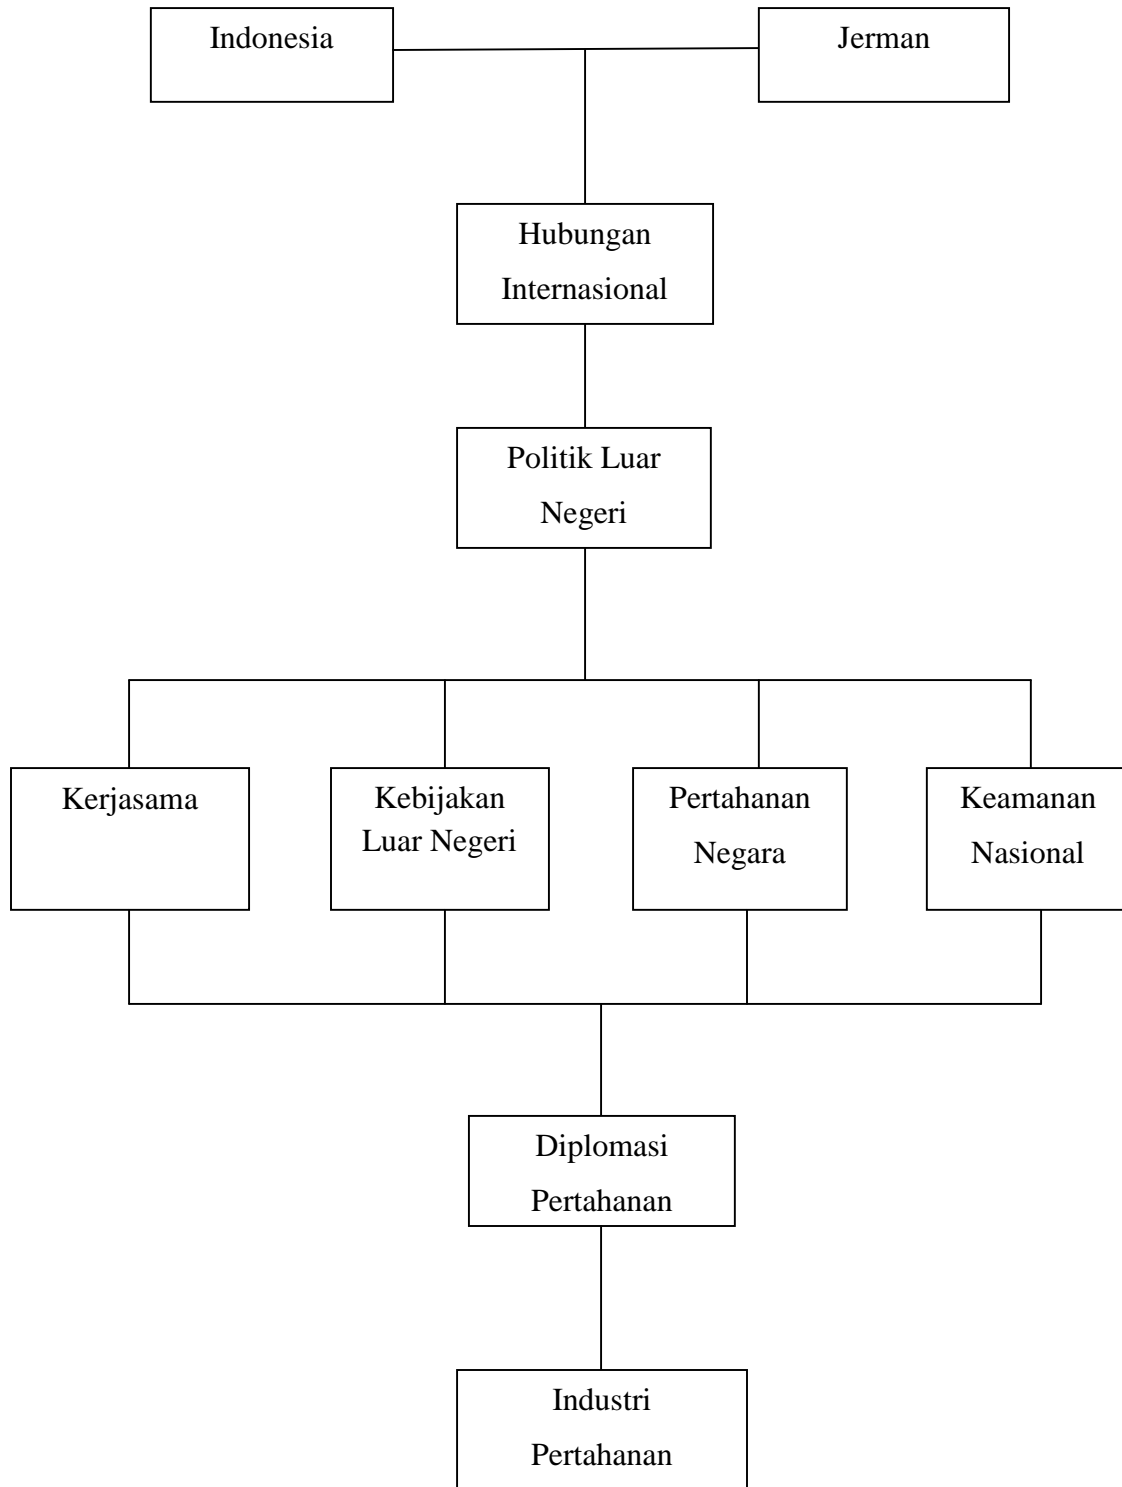 Indonesia
Jerman
Hubungan
Internasional
Politik Luar
Negeri
Kerjasama
Kebijakan
Luar Negeri
Pertahanan
Negara
Keamanan
Nasional
Diplomasi
Pertahanan
Industri
Pertahanan